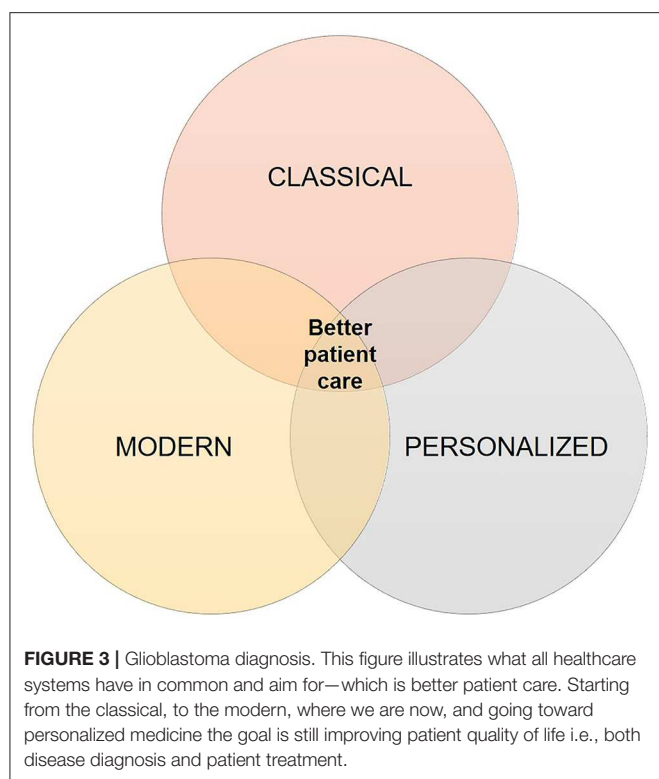 CLASSICAL
Better
patient
care
MODERN
PERSONALIZED
FIGURE 3 | Glioblastoma diagnosis. This figure illustrates what all healthcare
systems have in common and aim for—which is better patient care. Starting
from the classical, to the modern, where we are now, and going toward
personalized medicine the goal is still improving patient quality of life i.e., both
disease diagnosis and patient treatment.